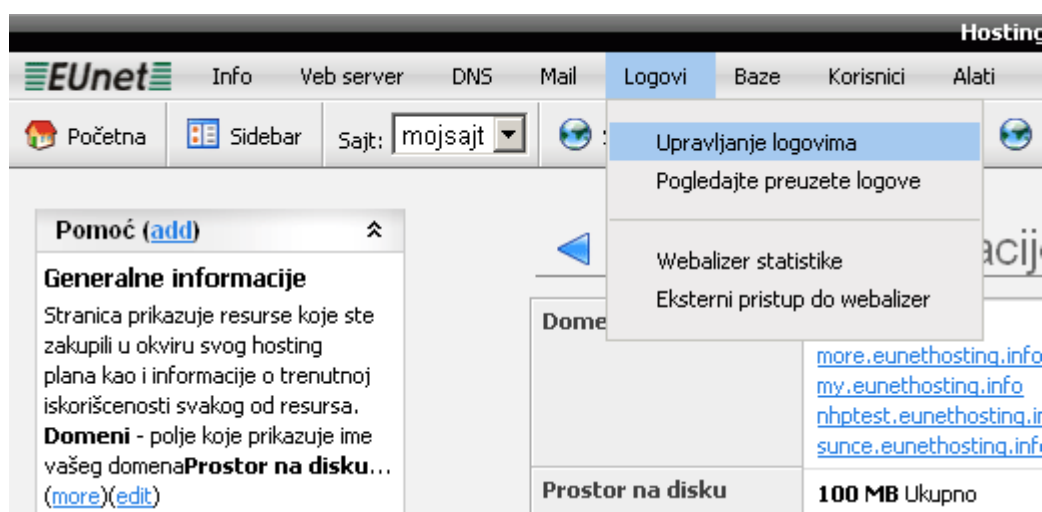 Hosting
EUnet Info Veb server DNS Mail Logovi Baze Korisnici Alati
Početna Sidebar Sajt: mojsajt
Upravljanje logovima
Pogledajte preuzete logove
Webalizer statistike
Eksterni pristup do webalizer
Pomoć (add)
Generalne informacije
Stranica prikazuje resurse koje ste
zakupili u okviru svog hosting
plana kao i informacije o trenutnoj
iskorišcenosti svakog od resursa.
Domeni - polje koje prikazuje ime
vašeg domenaProstor na disku...
(more)(edit)
more.eunethosting.info
my.eunethosting.info
nhptest.eunethosting.in
sunce.eunethosting.info
Prostor na disku 100 MB Ukupno